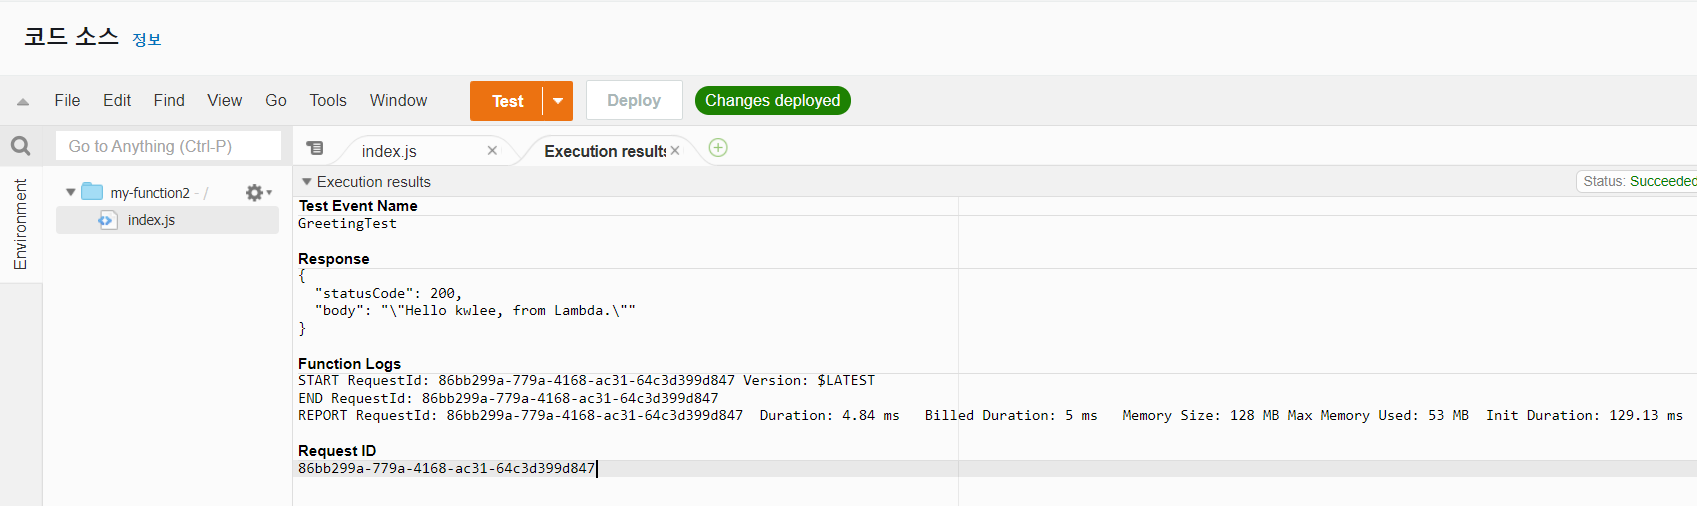 코드 소스 정보
File Edit Find View Go Tools Window Test Deploy Changes deployed
Go to Anything (Ctrl-P) index.js Execution results
Environment
my-function2 - /
index.js
Execution results Status: Succeeded
Test Event Name
GreetingTest
Response
{
  "statusCode": 200,
  "body": "\"Hello kwlee, from Lambda.\""
}
Function Logs
START RequestId: 86bb299a-779a-4168-ac31-64c3d399d847 Version: $LATEST
END RequestId: 86bb299a-779a-4168-ac31-64c3d399d847
REPORT RequestId: 86bb299a-779a-4168-ac31-64c3d399d847  Duration: 4.84 ms   Billed Duration: 5 ms   Memory Size: 128 MB Max Memory Used: 53 MB  Init Duration: 129.13 ms
Request ID
86bb299a-779a-4168-ac31-64c3d399d847